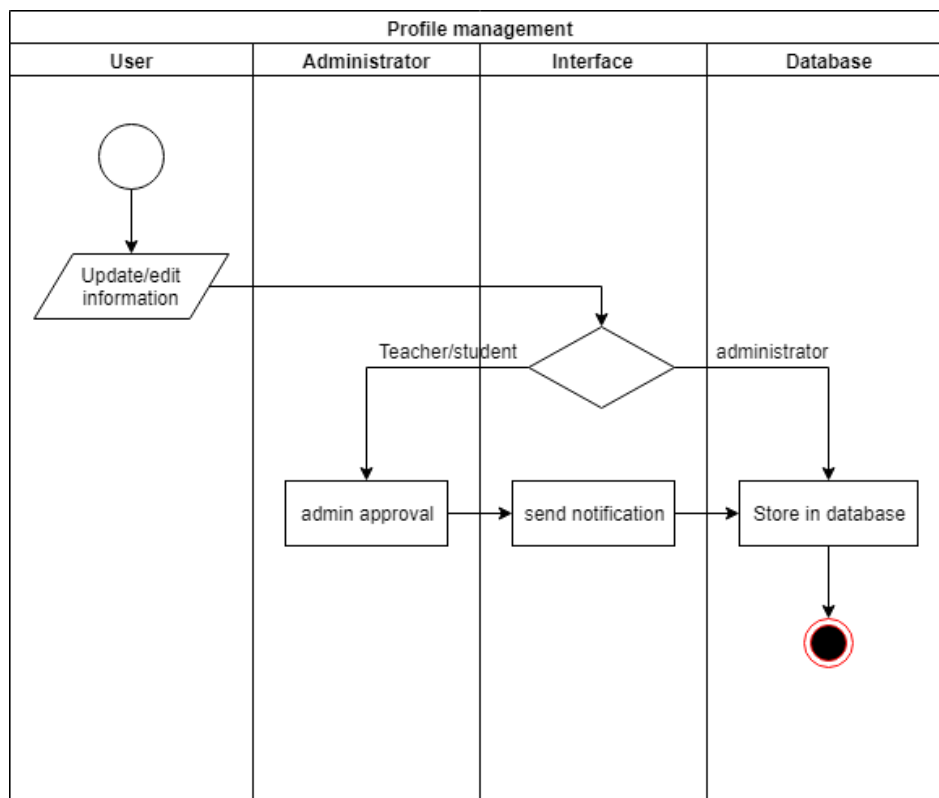 Profile management
User
Administrator
Interface
Database
Update/edit
information
Teacher/student
administrator
admin approval
send notification
Store in database